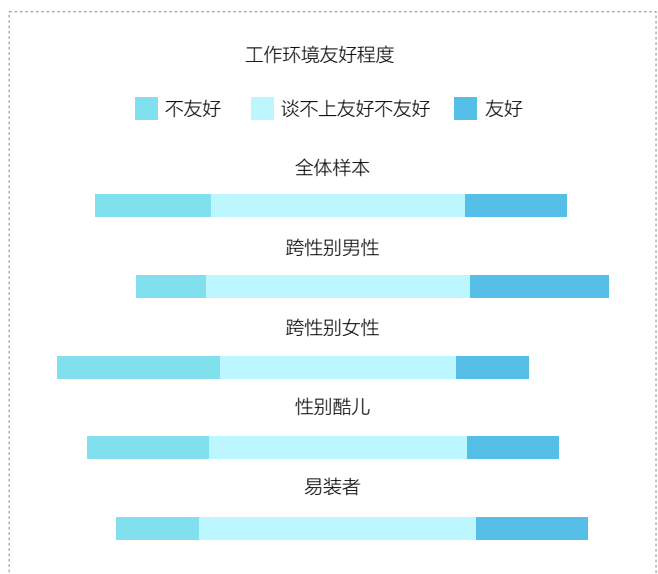 工作环境友好程度
不友好 谈不上友好不友好 友好
全体样本
跨性别男性
跨性别女性
性别酷儿
易装者